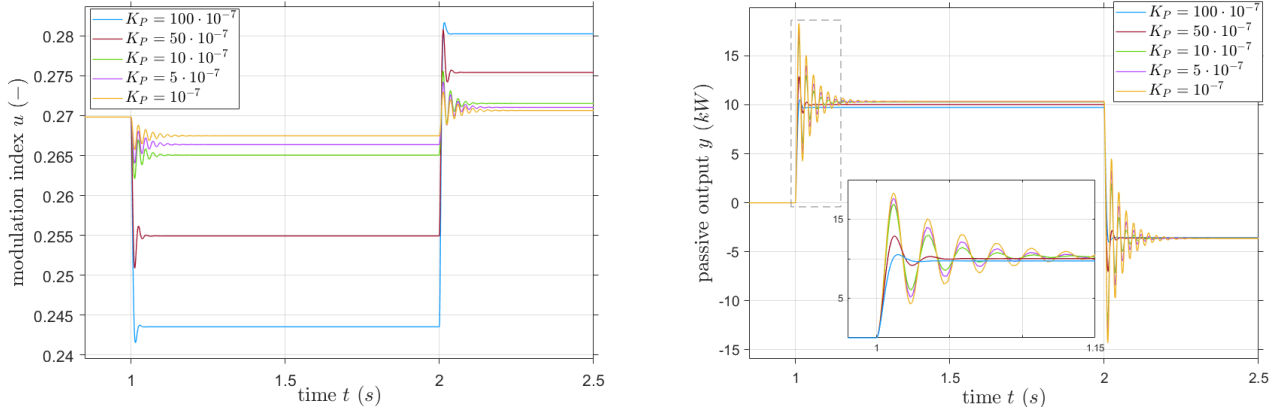 K_P = 100 · 10^-7
K_P = 50 · 10^-7
K_P = 10 · 10^-7
K_P = 5 · 10^-7
K_P = 10^-7
0.28
0.275
0.27
0.265
0.26
0.255
0.25
0.245
0.24
modulation index u (−)
1
1.5
2
2.5
time t (s)
K_P = 100 · 10^-7
K_P = 50 · 10^-7
K_P = 10 · 10^-7
K_P = 5 · 10^-7
K_P = 10^-7
15
10
5
0
-5
-10
-15
passive output y (kW)
15
5
1
1.15
1
1.5
2
2.5
time t (s)